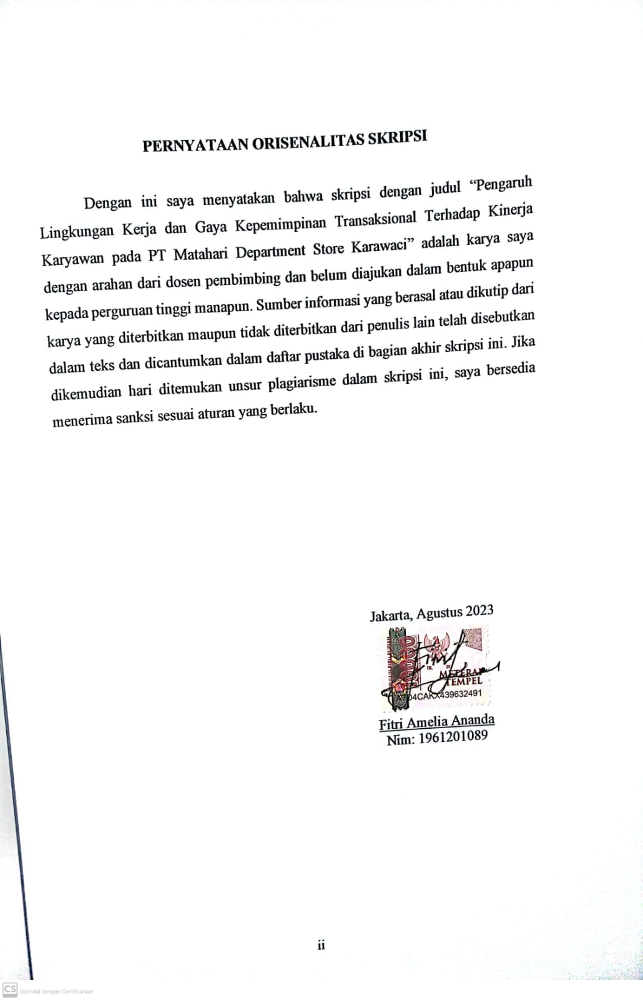 PERNYATAAN ORISENALITAS SKRIPSI
Dengan ini saya menyatakan bahwa skripsi dengan judul “Pengaruh
Lingkungan Kerja dan Gaya Kepemimpinan Transaksional Terhadap Kinerja
Karyawan pada PT Matahari Department Store Karawaci” adalah karya saya
dengan arahan dari dosen pembimbing dan belum diajukan dalam bentuk apapun
kepada perguruan tinggi manapun. Sumber informasi yang berasal atau dikutip dari
karya yang diterbitkan maupun tidak diterbitkan dari penulis lain telah disebutkan
dalam teks dan dicantumkan dalam daftar pustaka di bagian akhir skripsi ini. Jika
dikemudian hari ditemukan unsur plagiarisme dalam skripsi ini, saya bersedia
menerima sanksi sesuai aturan yang berlaku.
Jakarta, Agustus 2023
TEMPEL
Fitri Amelia Ananda
Nim: 1961201089
ii
CS Dipindai dengan CamScanner